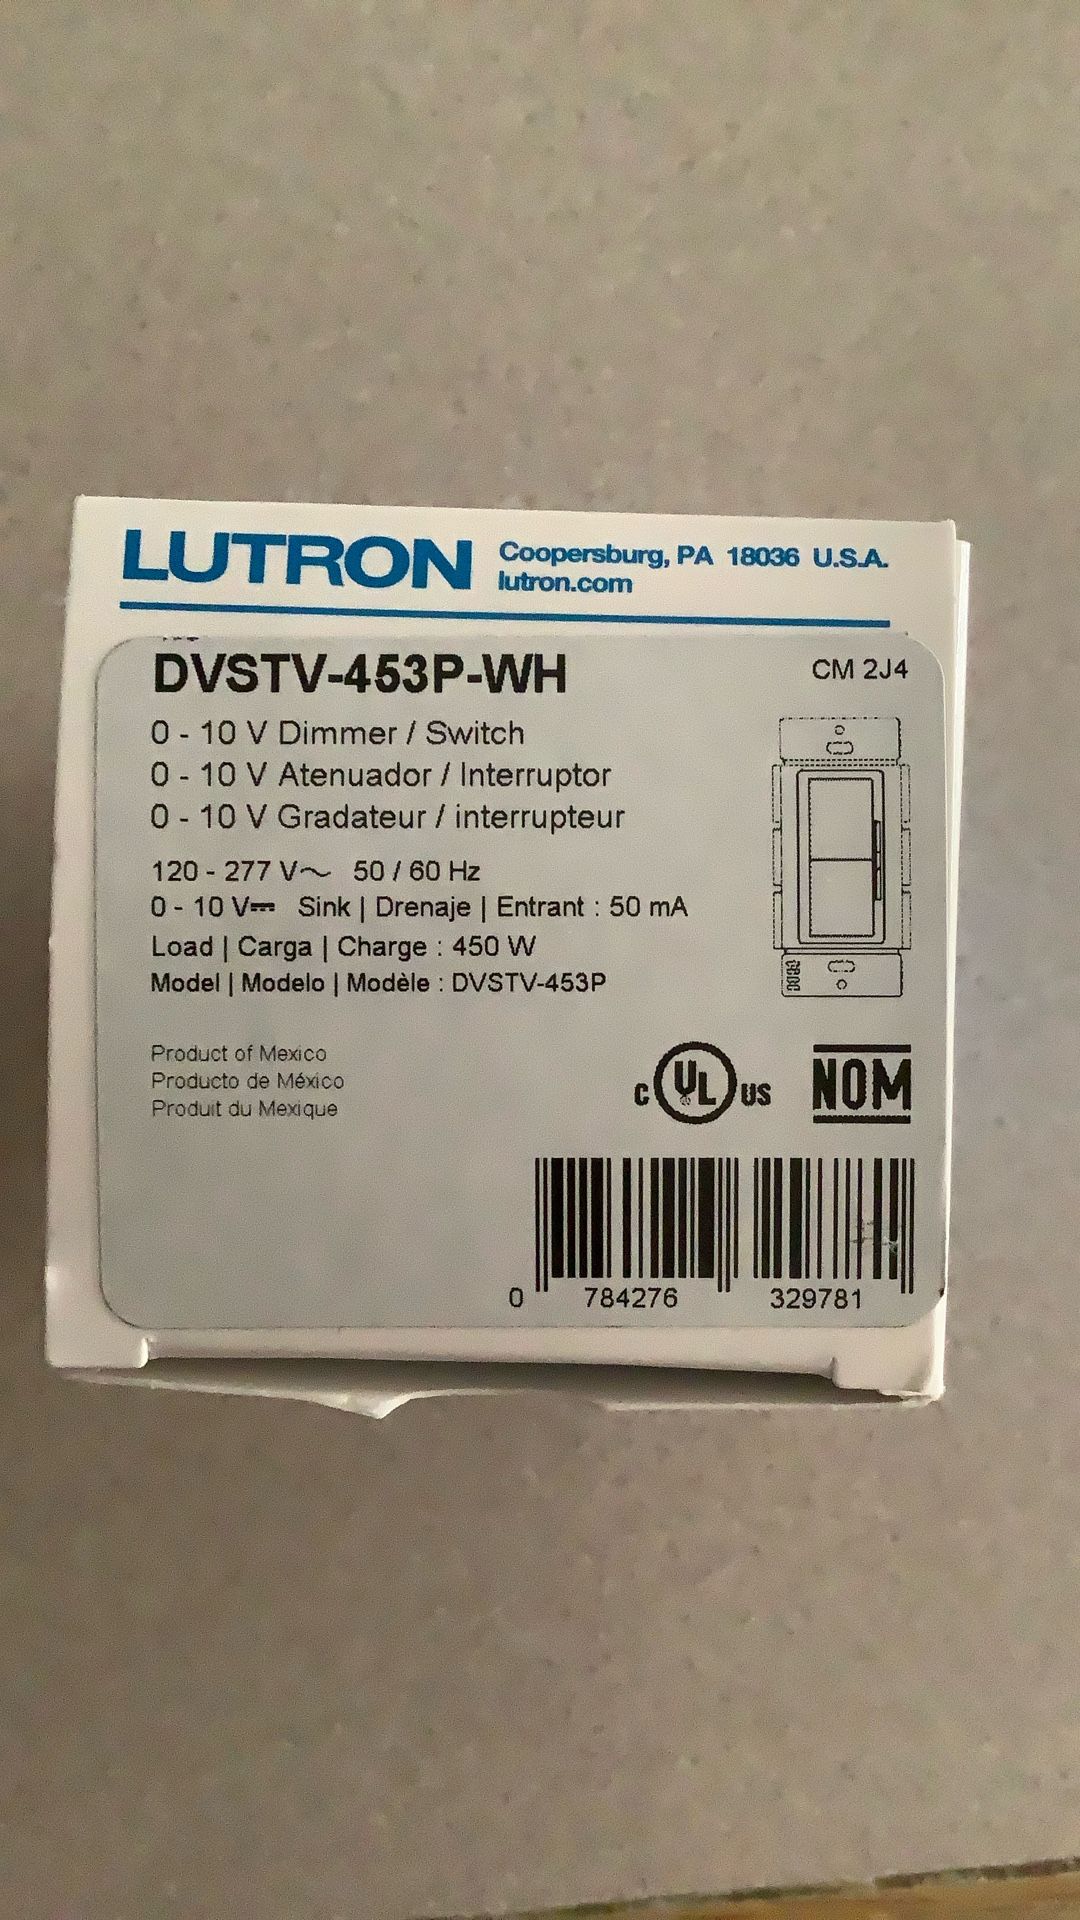 LUTRON Coopersburg, PA 18036 U.S.A.
lutron.com
DVSTV-453P-WH CM 2J4
0 - 10 V Dimmer / Switch
0 - 10 V Atenuador / Interruptor
0 - 10 V Gradateur / interrupteur
120 - 277 V~ 50 / 60 Hz
0 - 10 V⎓ Sink | Drenaje | Entrant : 50 mA
Load | Carga | Charge : 450 W
Model | Modelo | Modèle : DVSTV-453P
Product of Mexico
Producto de México
Produit du Mexique
C UL US NOM
0 784276 329781